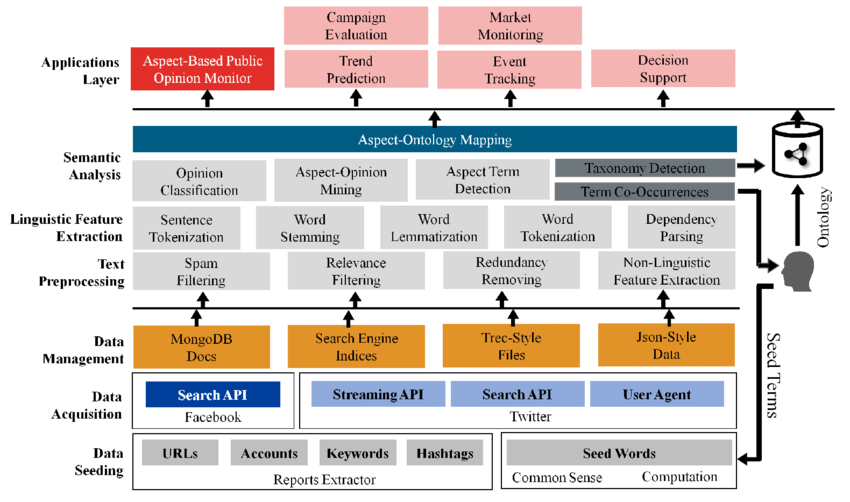 Campaign
Evaluation
Market
Monitoring
Applications
Layer
Aspect-Based Public
Opinion Monitor
Trend
Prediction
Event
Tracking
Decision
Support
Aspect-Ontology Mapping
Semantic
Analysis
Opinion
Classification
Aspect-Opinion
Mining
Aspect Term
Detection
Taxonomy Detection
Term Co-Occurrences
Ontology
Linguistic Feature
Extraction
Sentence
Tokenization
Word
Stemming
Word
Lemmatization
Word
Tokenization
Dependency
Parsing
Text
Preprocessing
Spam
Filtering
Relevance
Filtering
Redundancy
Removing
Non-Linguistic
Feature Extraction
Data
Management
MongoDB
Docs
Search Engine
Indices
Trec-Style
Files
Json-Style
Data
Seed Terms
Data
Acquisition
Search API
Facebook
Streaming API
Search API
User Agent
Twitter
Data
Seeding
URLs
Accounts
Keywords
Hashtags
Reports Extractor
Seed Words
Common Sense
Computation